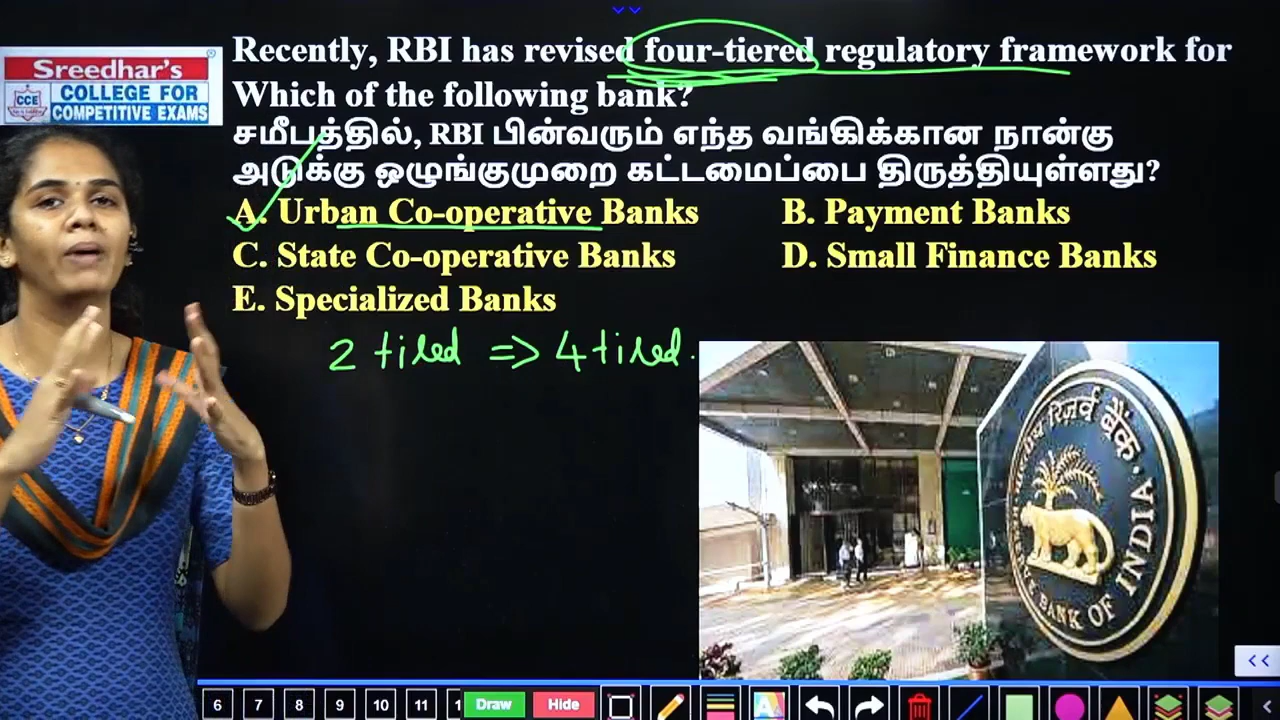 Sreedhar's
CCE
COLLEGE FOR
COMPETITIVE EXAMS
Recently, RBI has revised four-tiered regulatory framework for
Which of the following bank?
சமீபத்தில், RBI பின்வரும் எந்த வங்கிக்கான நான்கு
அடுக்கு ஒழுங்குமுறை கட்டமைப்பை திருத்தியுள்ளது?
A. Urban Co-operative Banks
B. Payment Banks
C. State Co-operative Banks
D. Small Finance Banks
E. Specialized Banks
2 tired => 4 tired.
रिज़र्व बैंक
BANK OF INDIA
<<
6 7 8 9 10 11 1 Draw Hide